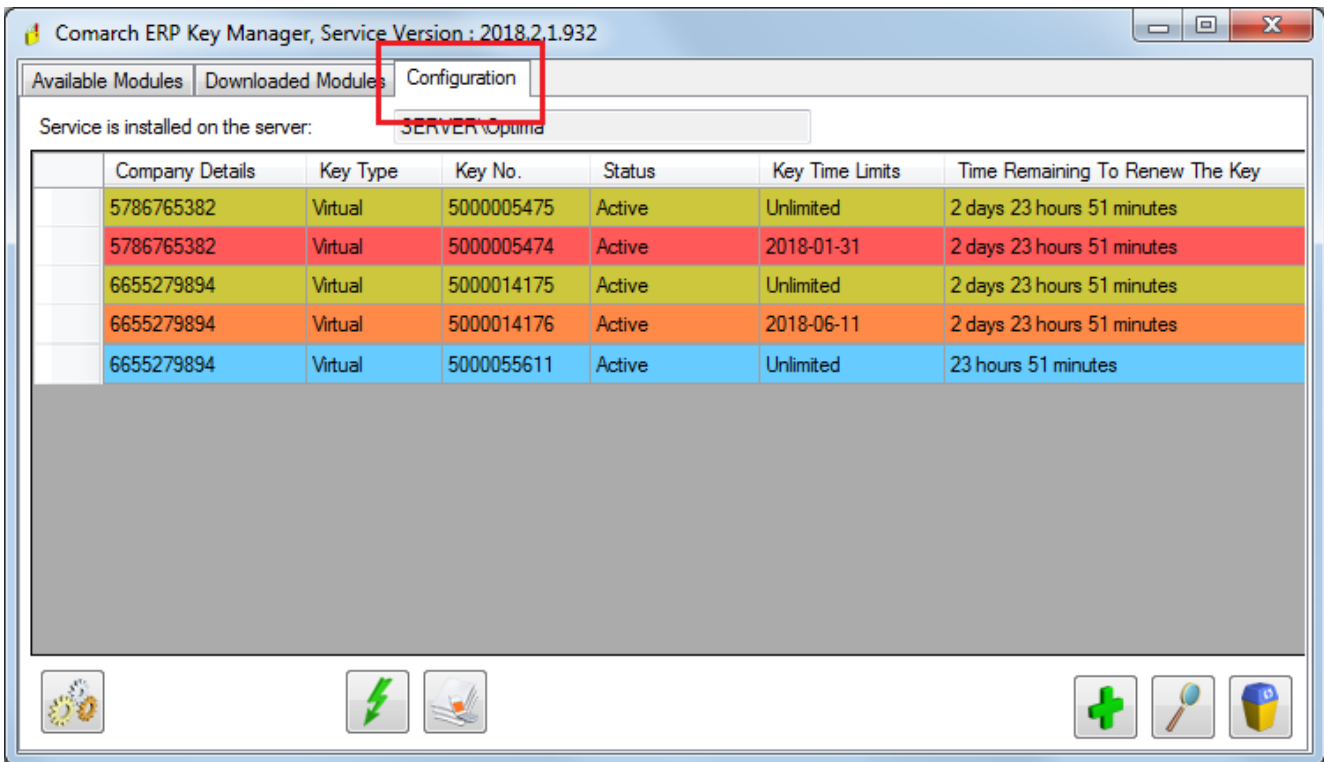 Comarch ERP Key Manager, Service Version : 2018.2.1.932
Available Modules Downloaded Modules Configuration
Service is installed on the server: SERVER\Optima
Company Details Key Type Key No. Status Key Time Limits Time Remaining To Renew The Key
5786765382 Virtual 5000005475 Active Unlimited 2 days 23 hours 51 minutes
5786765382 Virtual 5000005474 Active 2018-01-31 2 days 23 hours 51 minutes
6655279894 Virtual 5000014175 Active Unlimited 2 days 23 hours 51 minutes
6655279894 Virtual 5000014176 Active 2018-06-11 2 days 23 hours 51 minutes
6655279894 Virtual 5000055611 Active Unlimited 23 hours 51 minutes